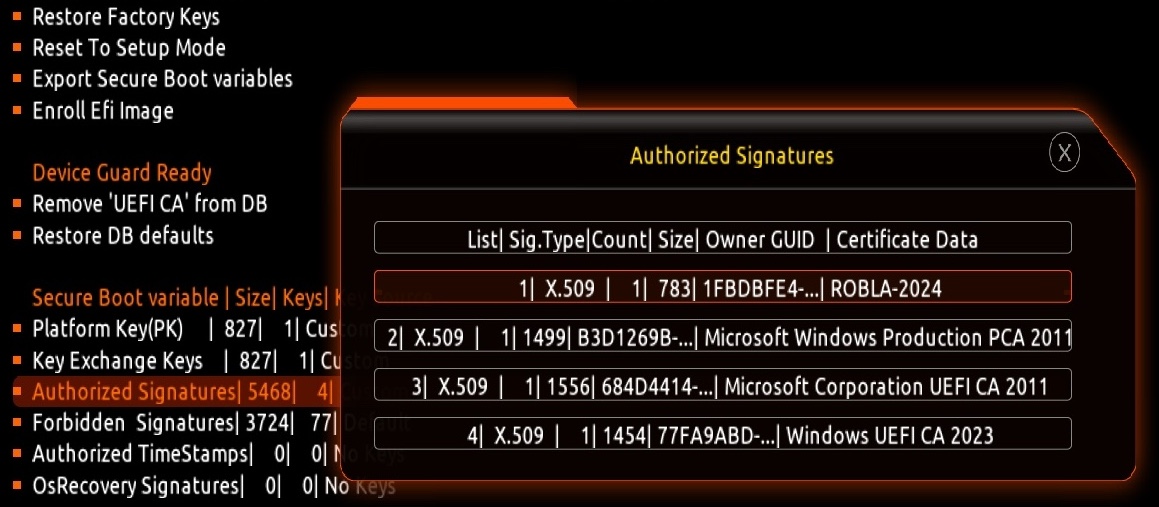 Restore Factory Keys
Reset To Setup Mode
Export Secure Boot variables
Enroll Efi Image
Device Guard Ready
Remove 'UEFI CA' from DB
Restore DB defaults
Secure Boot variable | Size| Keys|
Platform Key(PK) | 827| 1| Custom
Key Exchange Keys | 827| 1| Custom
Authorized Signatures| 5468| 4|
Forbidden Signatures| 3724| 77| Default
Authorized TimeStamps| 0| 0| No Keys
OsRecovery Signatures| 0| 0| No Keys
Authorized Signatures
X
List| Sig.Type|Count| Size| Owner GUID | Certificate Data
1| X.509 | 1| 783| 1FBDBFE4-...| ROBLA-2024
2| X.509 | 1| 1499| B3D1269B-...| Microsoft Windows Production PCA 2011
3| X.509 | 1| 1556| 684D4414-...| Microsoft Corporation UEFI CA 2011
4| X.509 | 1| 1454| 77FA9ABD-...| Windows UEFI CA 2023